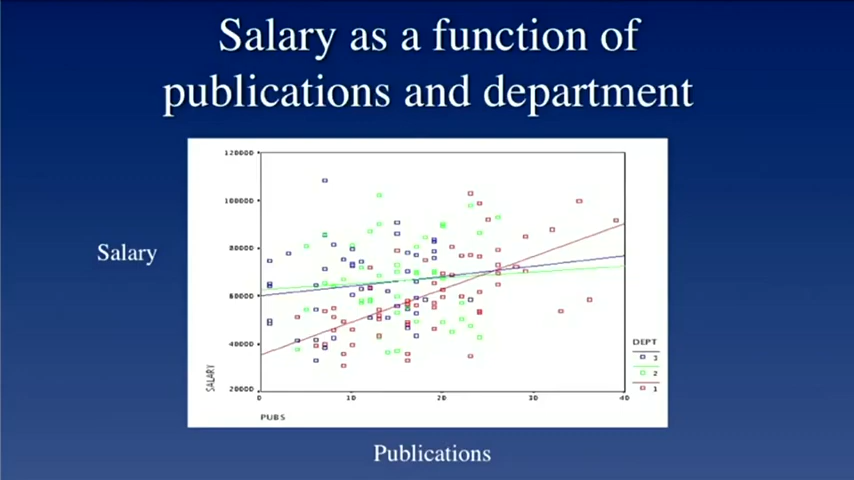 Salary as a function of
publications and department
120000
100000
80000
60000
40000
20000
0
10
20
30
40
SALARY
PUBS
DEPT
3
2
1
Salary
Publications